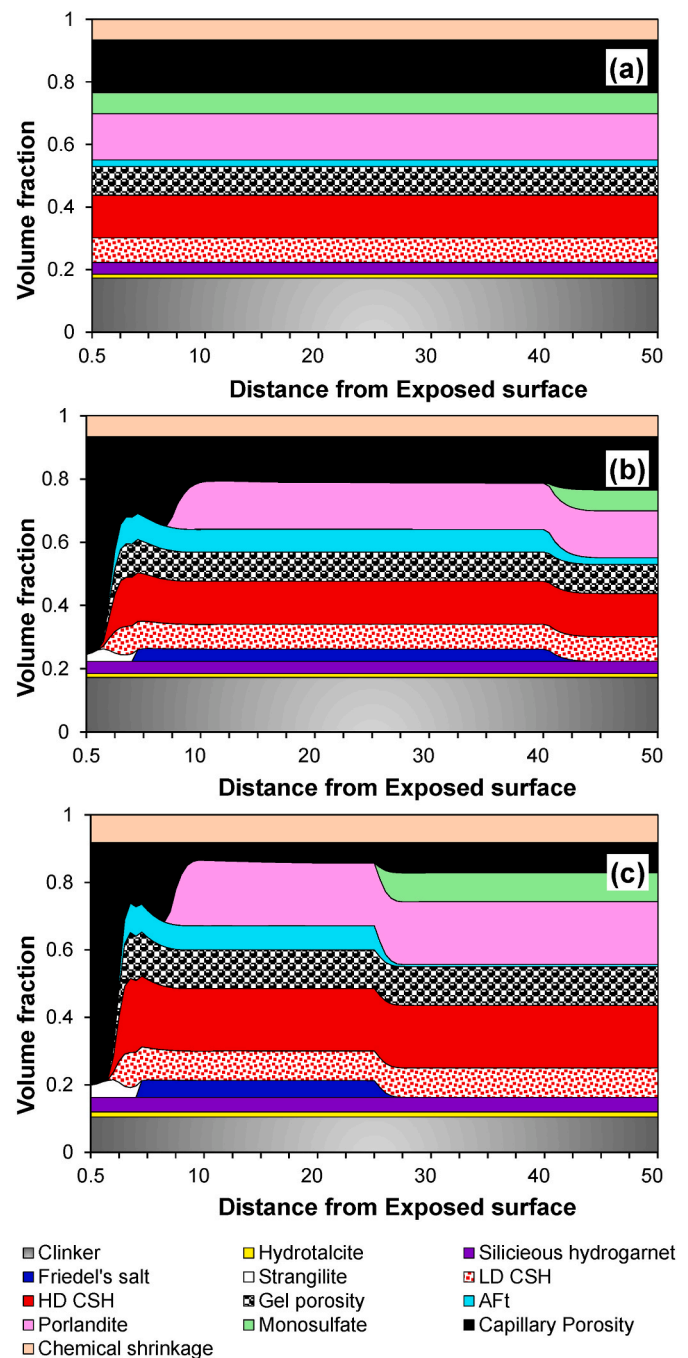 1
(a)
0.8
0.6
0.4
0.2
0
Volume fraction
0.5 10 20 30 40 50
Distance from Exposed surface
1
(b)
0.8
0.6
0.4
0.2
0
Volume fraction
0.5 10 20 30 40 50
Distance from Exposed surface
1
(c)
0.8
0.6
0.4
0.2
0
Volume fraction
0.5 10 20 30 40 50
Distance from Exposed surface
Clinker Hydrotalcite Silicieous hydrogarnet
Friedel's salt Strangilite LD CSH
HD CSH Gel porosity AFt
Porlandite Monosulfate Capillary Porosity
Chemical shrinkage